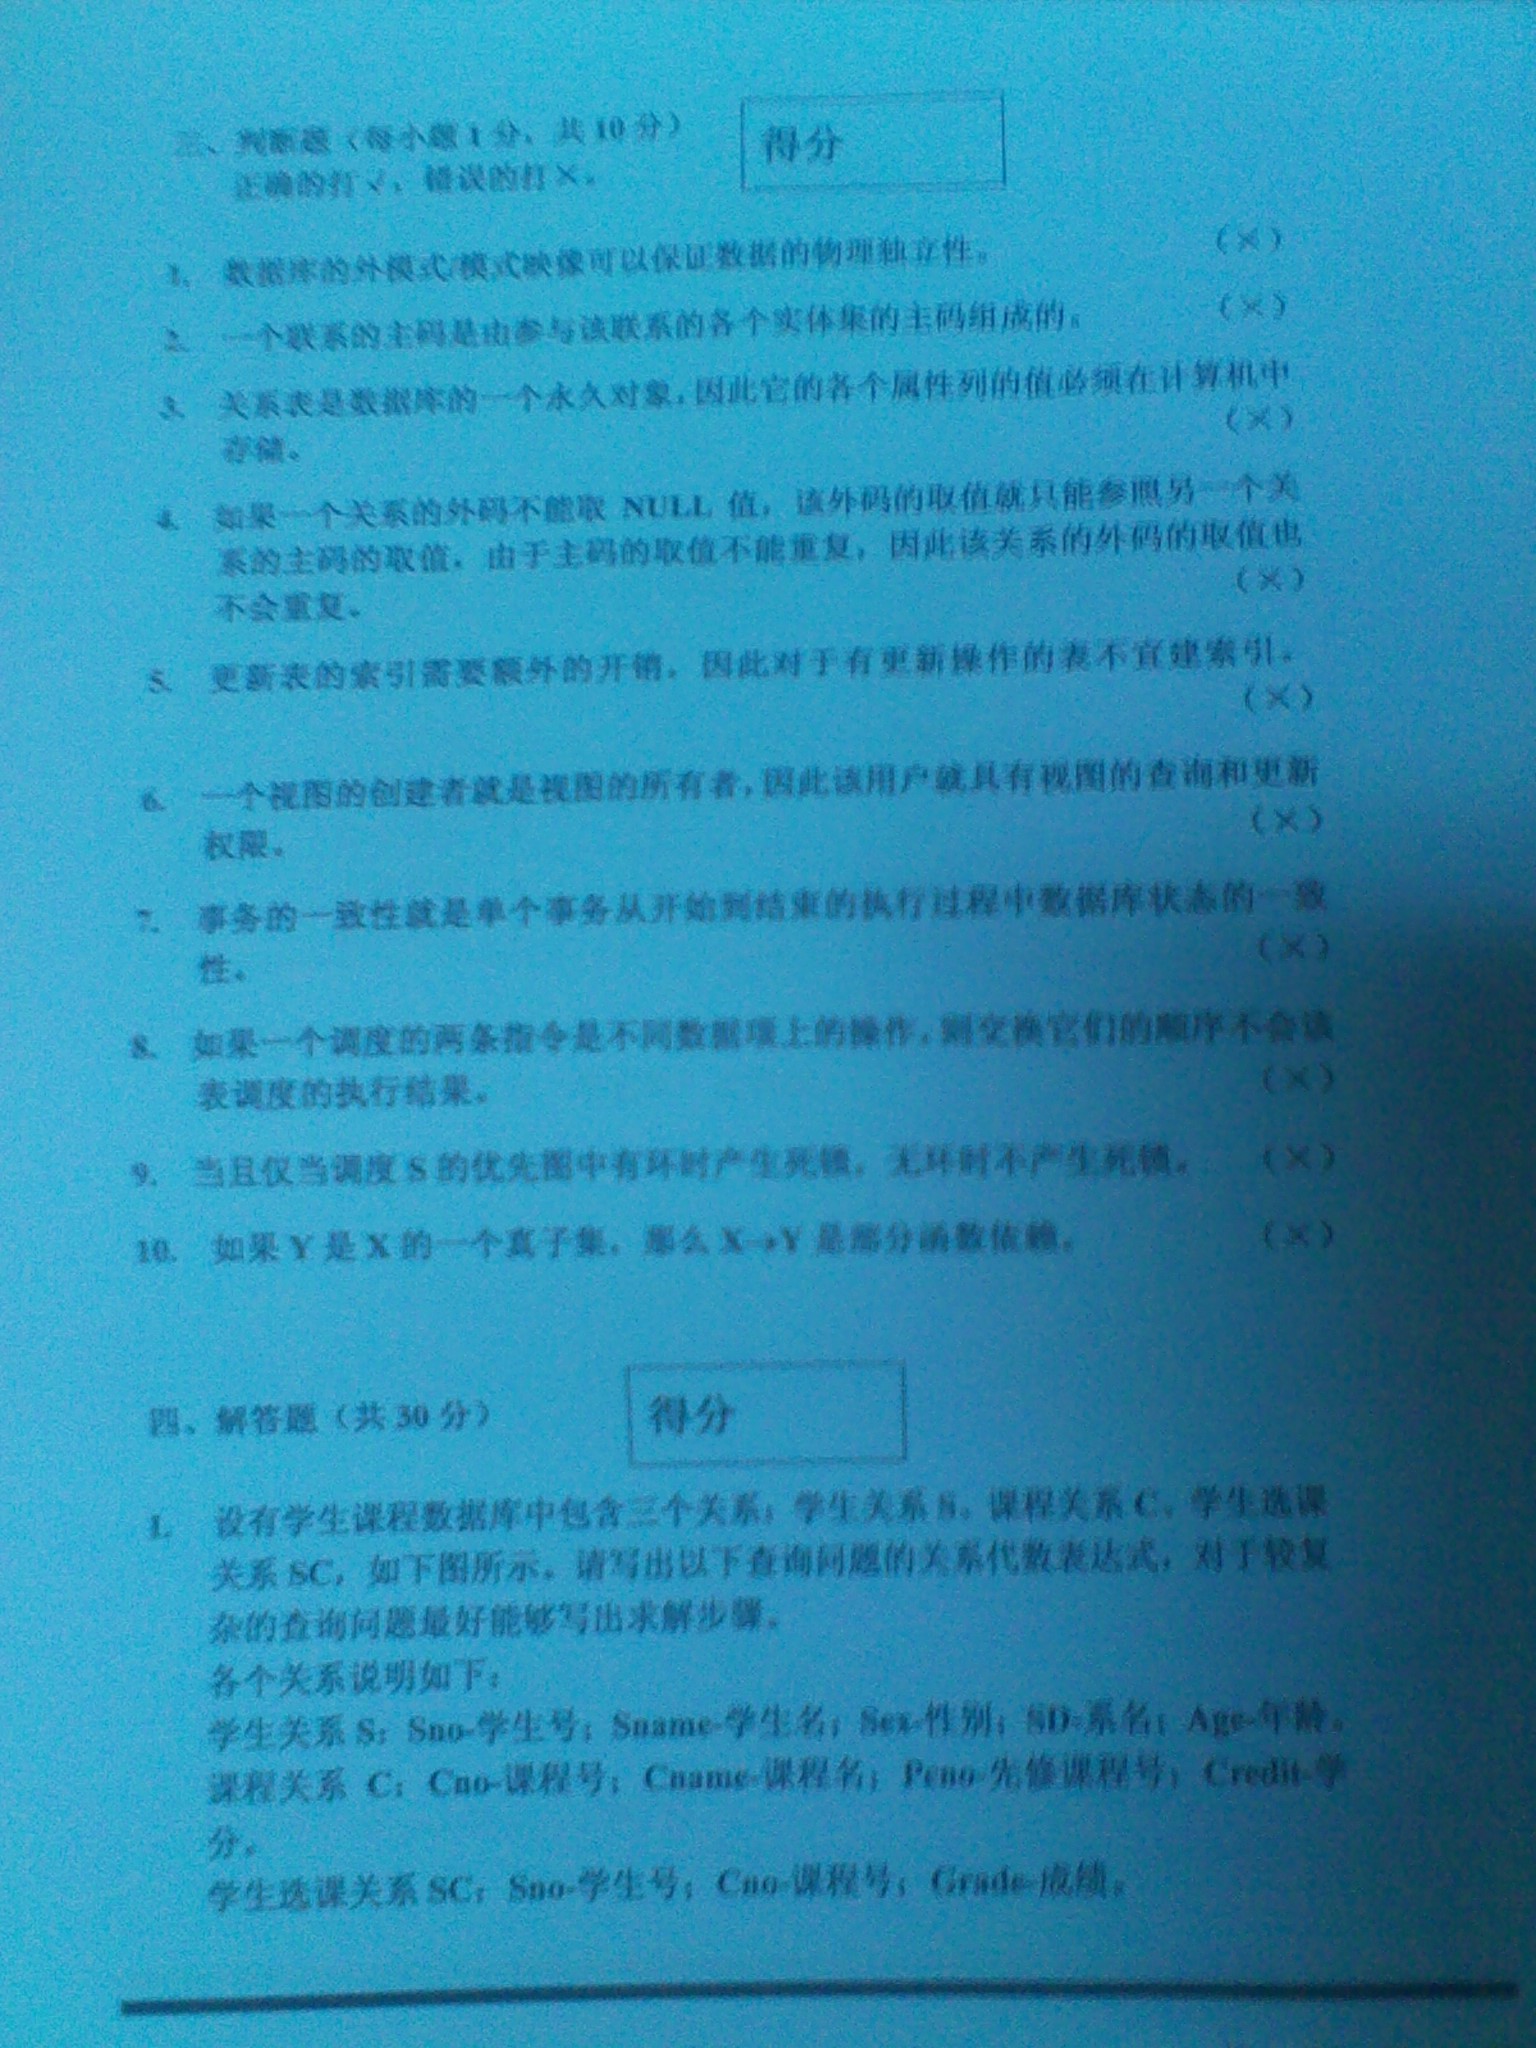 三、判断题（每小题1分，共10分）
得分
正确的打√，错误的打×。
1. 数据库的外模式/模式映像可以保证数据的物理独立性。 （×）
2. 一个联系的主码是由参与该联系的各个实体集的主码组成的。 （×）
3. 关系表是数据库的一个永久对象，因此它的各个属性列的值必须在计算机中
存储。 （×）
4. 如果一个关系的外码不能取 NULL 值，该外码的取值就只能参照另一个关
系的主码的取值，由于主码的取值不能重复，因此该关系的外码的取值也
不会重复。 （×）
5. 更新表的索引需要额外的开销，因此对于有更新操作的表不宜建索引。
（×）
6. 一个视图的创建者就是视图的所有者，因此该用户就具有视图的查询和更新
权限。 （×）
7. 事务的一致性就是单个事务从开始到结束的执行过程中数据库状态的一致
性。 （×）
8. 如果一个调度的两条指令是不同数据项上的操作，则交换它们的顺序不会该
表调度的执行结果。 （×）
9. 当且仅当调度 S 的优先图中有环时产生死锁，无环时不产生死锁。 （×）
10. 如果 Y 是 X 的一个真子集，那么 X→Y 是部分函数依赖。 （×）
四、解答题（共 30 分）
得分
1. 设有学生课程数据库中包含三个关系：学生关系 S，课程关系 C，学生选课
关系 SC，如下图所示。请写出以下查询问题的关系代数表达式，对于较复
杂的查询问题最好能够写出求解步骤。
各个关系说明如下：
学生关系 S：Sno-学生号；Sname-学生名；Sex-性别；SD-系名；Age-年龄。
课程关系 C：Cno-课程号；Cname-课程名；Pcno-先修课程号；Credit-学
分。
学生选课关系 SC：Sno-学生号；Cno-课程号；Grade-成绩。